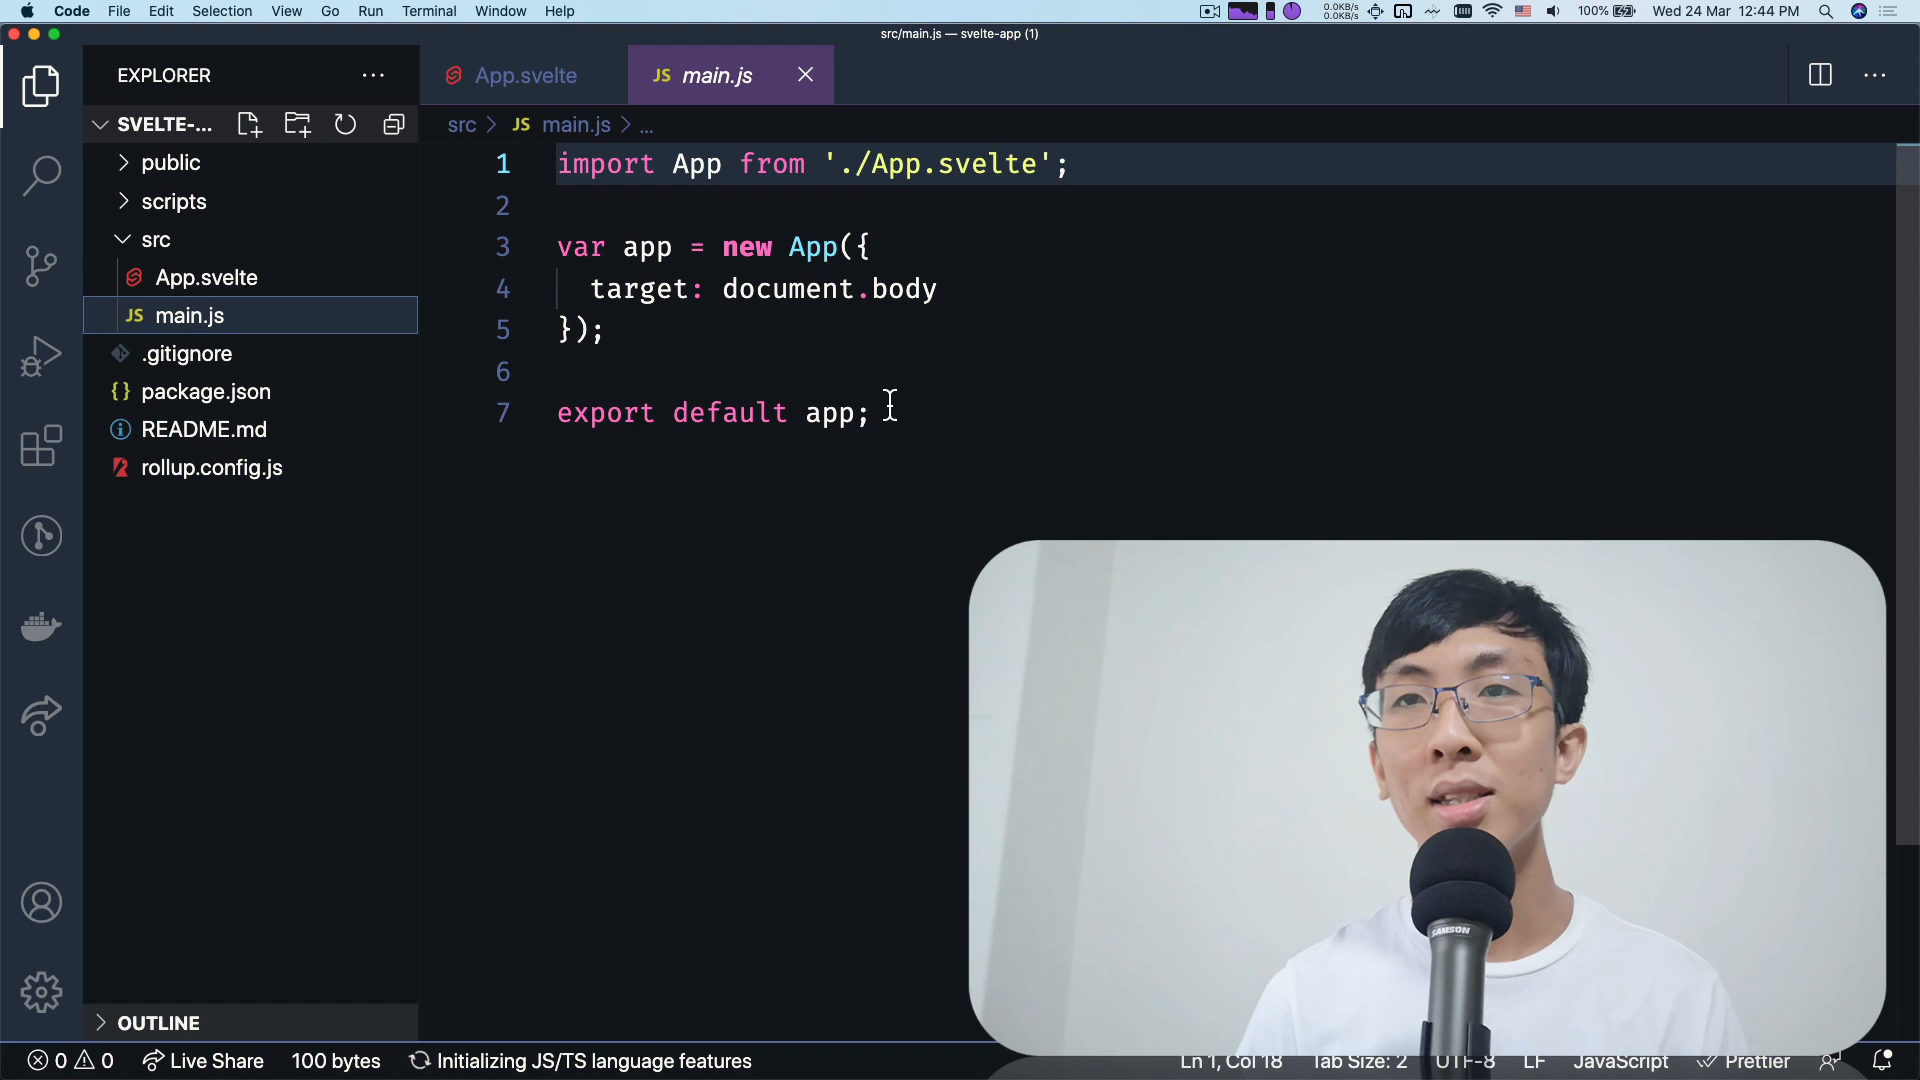 Code File Edit Selection View Go Run Terminal Window Help 0.0KB/s 0.0KB/s 100% Wed 24 Mar 12:44 PM
src/main.js — svelte-app (1)
EXPLORER
App.svelte
JS main.js
SVELTE-...
src > JS main.js > ...
public
scripts
src
App.svelte
JS main.js
.gitignore
{} package.json
README.md
rollup.config.js
1 import App from './App.svelte';
2
3 var app = new App({
4 target: document.body
5 });
6
7 export default app;
SAMSON
OUTLINE
0 0 Live Share 100 bytes Initializing JS/TS language features Ln 1, Col 18 Tab Size: 2 UTF-8 LF JavaScript Prettier